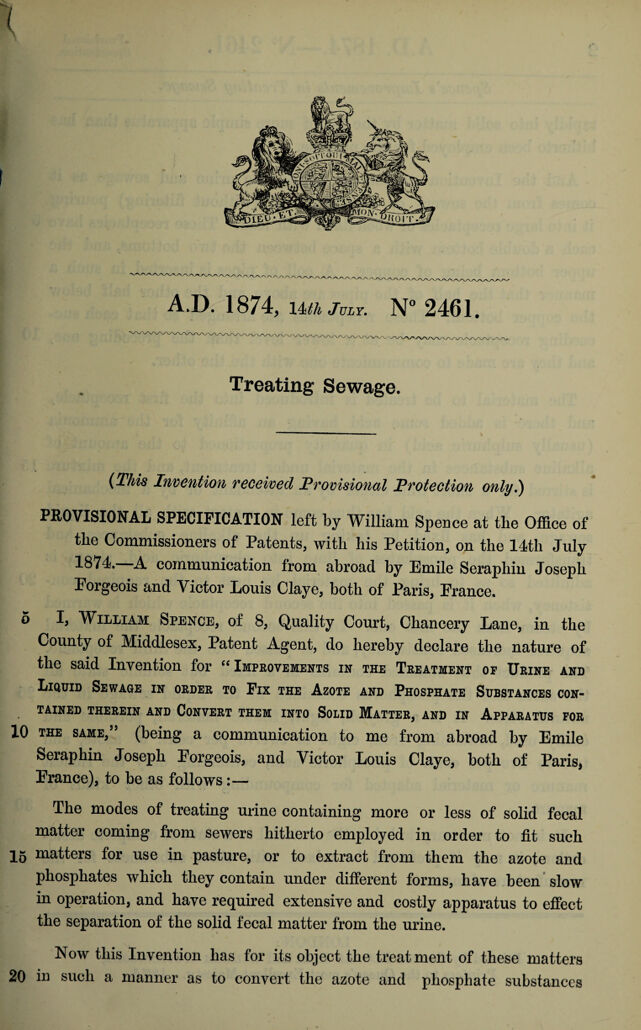 HONI SOIT QUI MAL
DIEU ET MON DROIT
A.D. 1874, 14th July. N° 2461.
Treating Sewage.
(This Invention received Provisional Protection only.)
PROVISIONAL SPECIFICATION left by William Spence at the Office of
the Commissioners of Patents, with his Petition, on the 14th July
1874.—A communication from abroad by Emile Seraphin Joseph
Forgeois and Victor Louis Claye, both of Paris, France.
5 I, William Spence, of 8, Quality Court, Chancery Lane, in the
County of Middlesex, Patent Agent, do hereby declare the nature of
the said Invention for “Improvements in the Treatment of Urine and
Liquid Sewage in order to Fix the Azote and Phosphate Substances con-
tained therein and Convert them into Solid Matter, and in Apparatus for
10 the same,” (being a communication to me from abroad by Emile
Seraphin Joseph Forgeois, and Victor Louis Claye, both of Paris,
France), to be as follows:—
The modes of treating urine containing more or less of solid fecal
matter coming from sewers hitherto employed in order to fit such
15 matters for use in pasture, or to extract from them the azote and
phosphates which they contain under different forms, have been slow
in operation, and have required extensive and costly apparatus to effect
the separation of the solid fecal matter from the urine.
Now this Invention has for its object the treatment of these matters
20 in such a manner as to convert the azote and phosphate substances